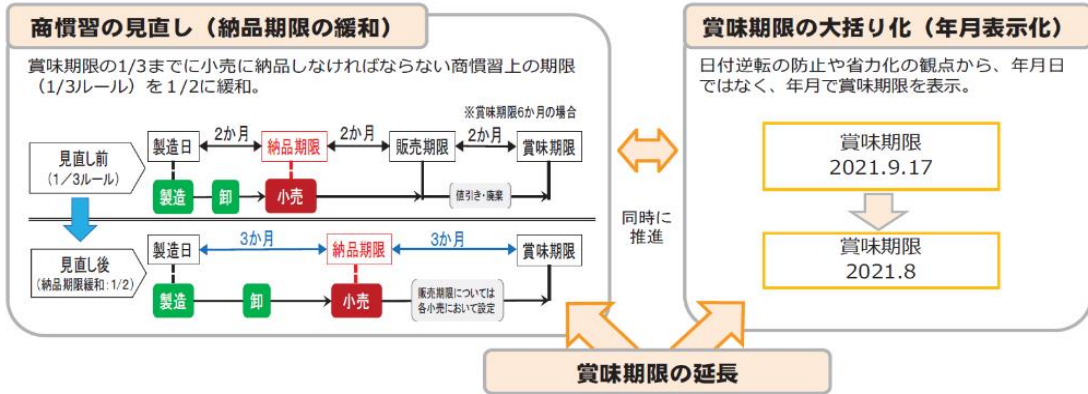 商慣習の見直し（納品期限の緩和）
賞味期限の1/3までに小売に納品しなければならない商慣習上の期限
（1/3ルール）を１/２に緩和。
※賞味期限6か月の場合
見直し前
（1／3ルール）
製造日
2か月
納品期限
2か月
販売期限
2か月
賞味期限
製造
卸
小売
値引き・廃棄
見直し後
（納品期限緩和：1/2）
製造日
3か月
納品期限
3か月
賞味期限
製造
卸
小売
販売期限については
各小売において設定
同時に
推進
賞味期限の大括り化（年月表示化）
日付逆転の防止や省力化の観点から、年月日
ではなく、年月で賞味期限を表示。
賞味期限
2021.9.17
賞味期限
2021.8
賞味期限の延長